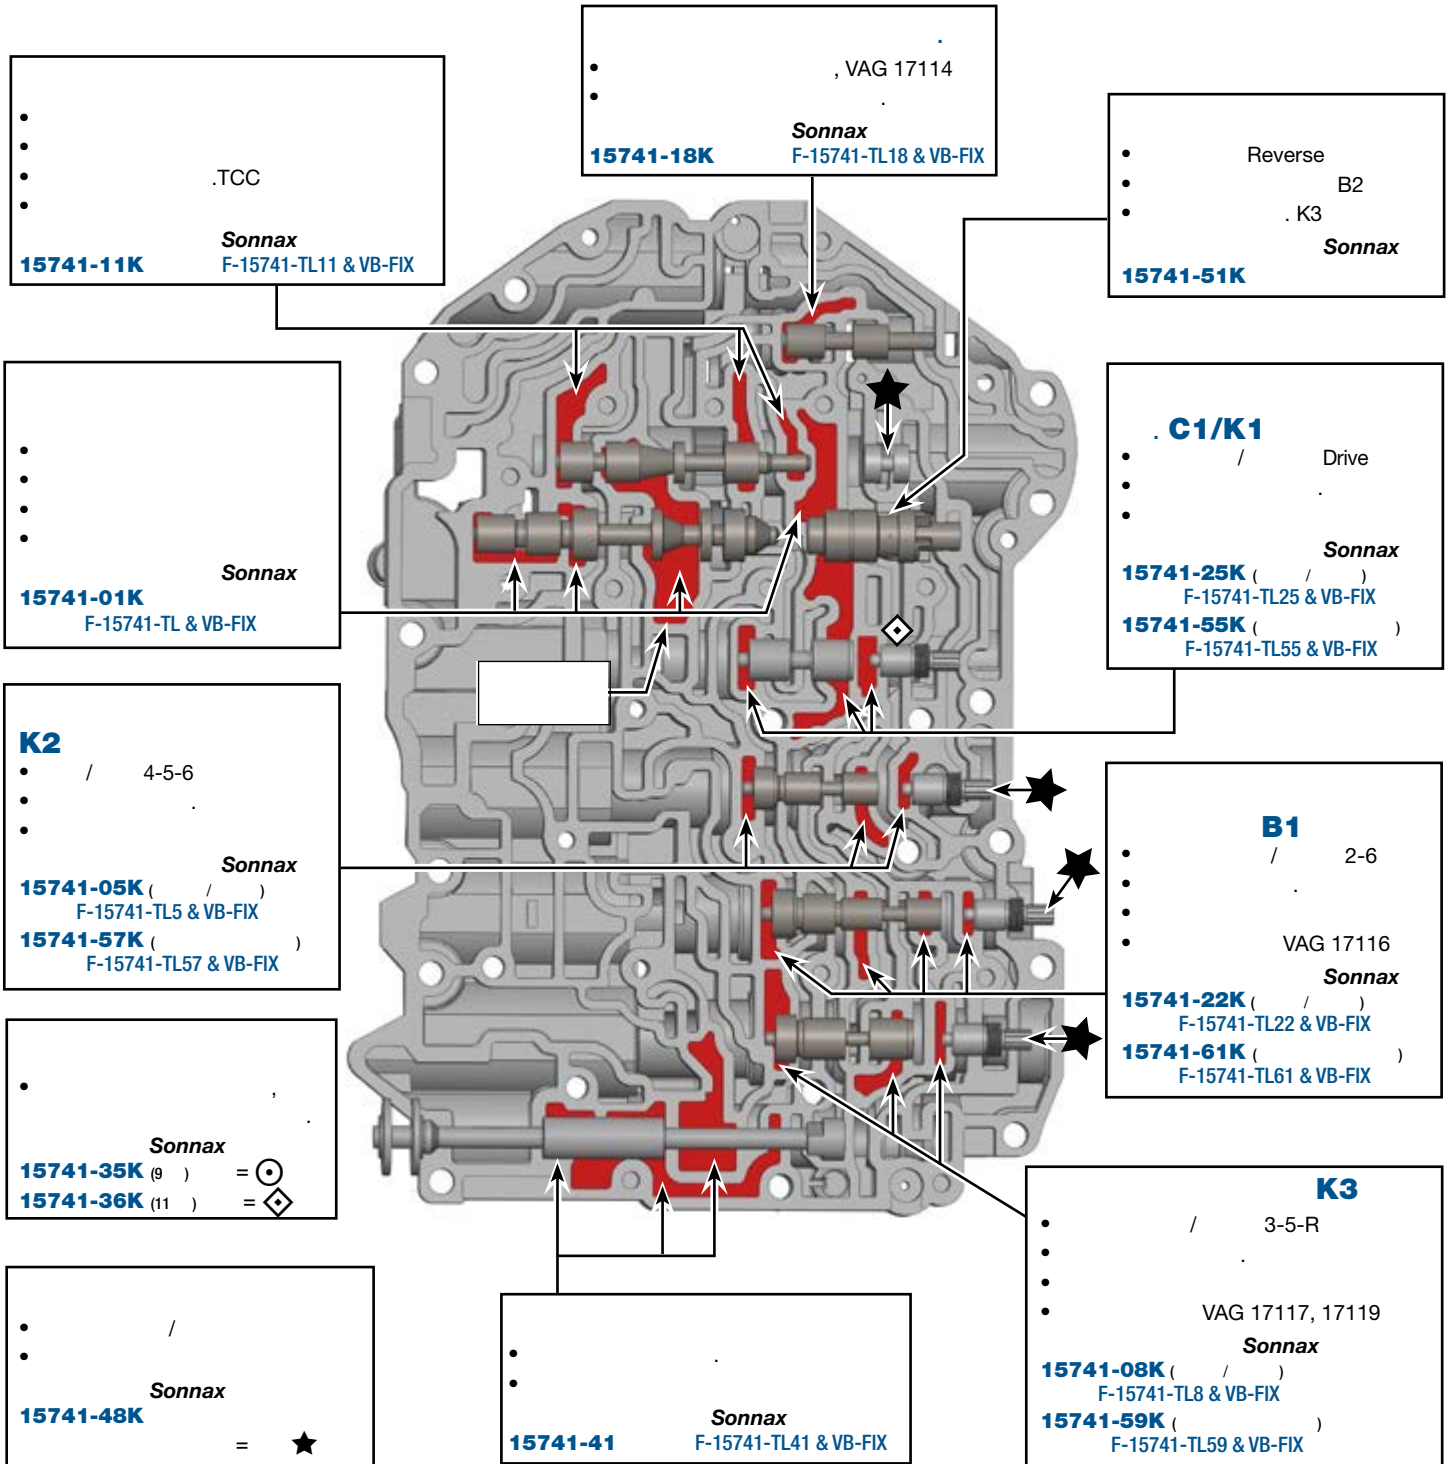 .
• , VAG 17114
• .
Sonnax
15741-18K F-15741-TL18 & VB-FIX
•
•
• .TCC
•
Sonnax
15741-11K F-15741-TL11 & VB-FIX
• Reverse
• B2
• . K3
Sonnax
15741-51K
•
•
•
•
Sonnax
15741-01K
F-15741-TL & VB-FIX
. C1/K1
• / Drive
• .
•
Sonnax
15741-25K ( / )
F-15741-TL25 & VB-FIX
15741-55K ( )
F-15741-TL55 & VB-FIX
K2
• / 4-5-6
• .
•
Sonnax
15741-05K ( / )
F-15741-TL5 & VB-FIX
15741-57K ( )
F-15741-TL57 & VB-FIX
B1
• / 2-6
• .
•
• VAG 17116
Sonnax
15741-22K ( / )
F-15741-TL22 & VB-FIX
15741-61K ( )
F-15741-TL61 & VB-FIX
• ,
.
Sonnax
15741-35K (9 ) =
15741-36K (11 ) =
K3
• / 3-5-R
• .
•
• VAG 17117, 17119
Sonnax
15741-08K ( / )
F-15741-TL8 & VB-FIX
15741-59K ( )
F-15741-TL59 & VB-FIX
• /
•
Sonnax
15741-48K
= ★
• .
•
Sonnax
15741-41 F-15741-TL41 & VB-FIX